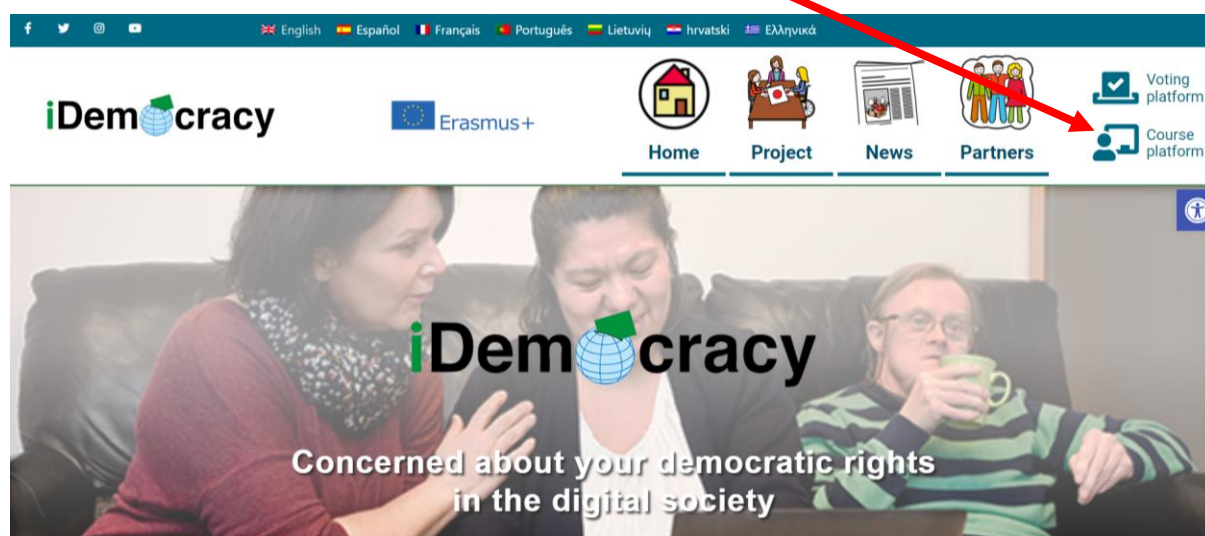 English Español Français Português Lietuvių hrvatski Ελληνικά
iDemocracy
Erasmus+
Home Project News Partners
Voting
platform
Course
platform
iDemocracy
Concerned about your democratic rights
in the digital society